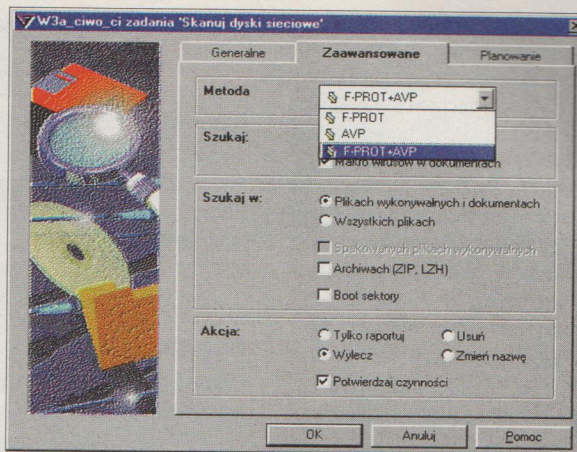 W3a_ciwo_ci zadania 'Skanuj dyski sieciowe'
Generalne Zaawansowane Planowanie
Metoda F-PROT+AVP
F-PROT
AVP
F-PROT+AVP
Szukaj:
Makro wirusów w dokumentach
Szukaj w: Plikach wykonywalnych i dokumentach
Wszystkich plikach
Spakowanych plikach wykonywalnych
Archiwach (ZIP, LZH)
Boot sektory
Akcja: Tylko raportuj Usuń
Wylecz Zmień nazwę
Potwierdzaj czynności
OK Anuluj Pomoc